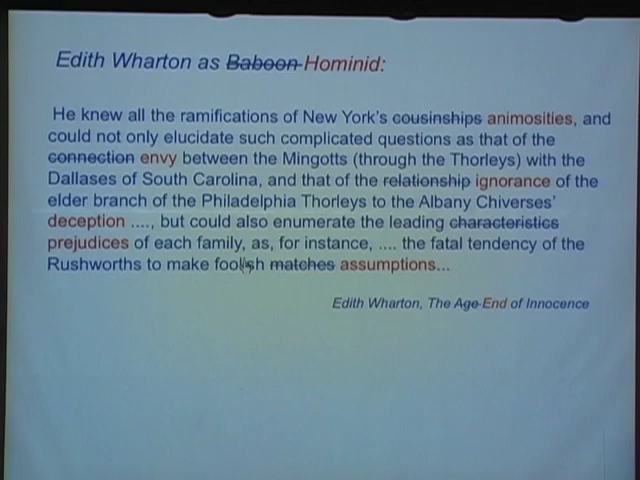 Edith Wharton as Baboon Hominid:
He knew all the ramifications of New York's cousinships animosities, and
could not only elucidate such complicated questions as that of the
connection envy between the Mingotts (through the Thorleys) with the
Dallases of South Carolina, and that of the relationship ignorance of the
elder branch of the Philadelphia Thorleys to the Albany Chiverses'
deception ...., but could also enumerate the leading characteristics
prejudices of each family, as, for instance, .... the fatal tendency of the
Rushworths to make foolish matches assumptions...
Edith Wharton, The Age End of Innocence